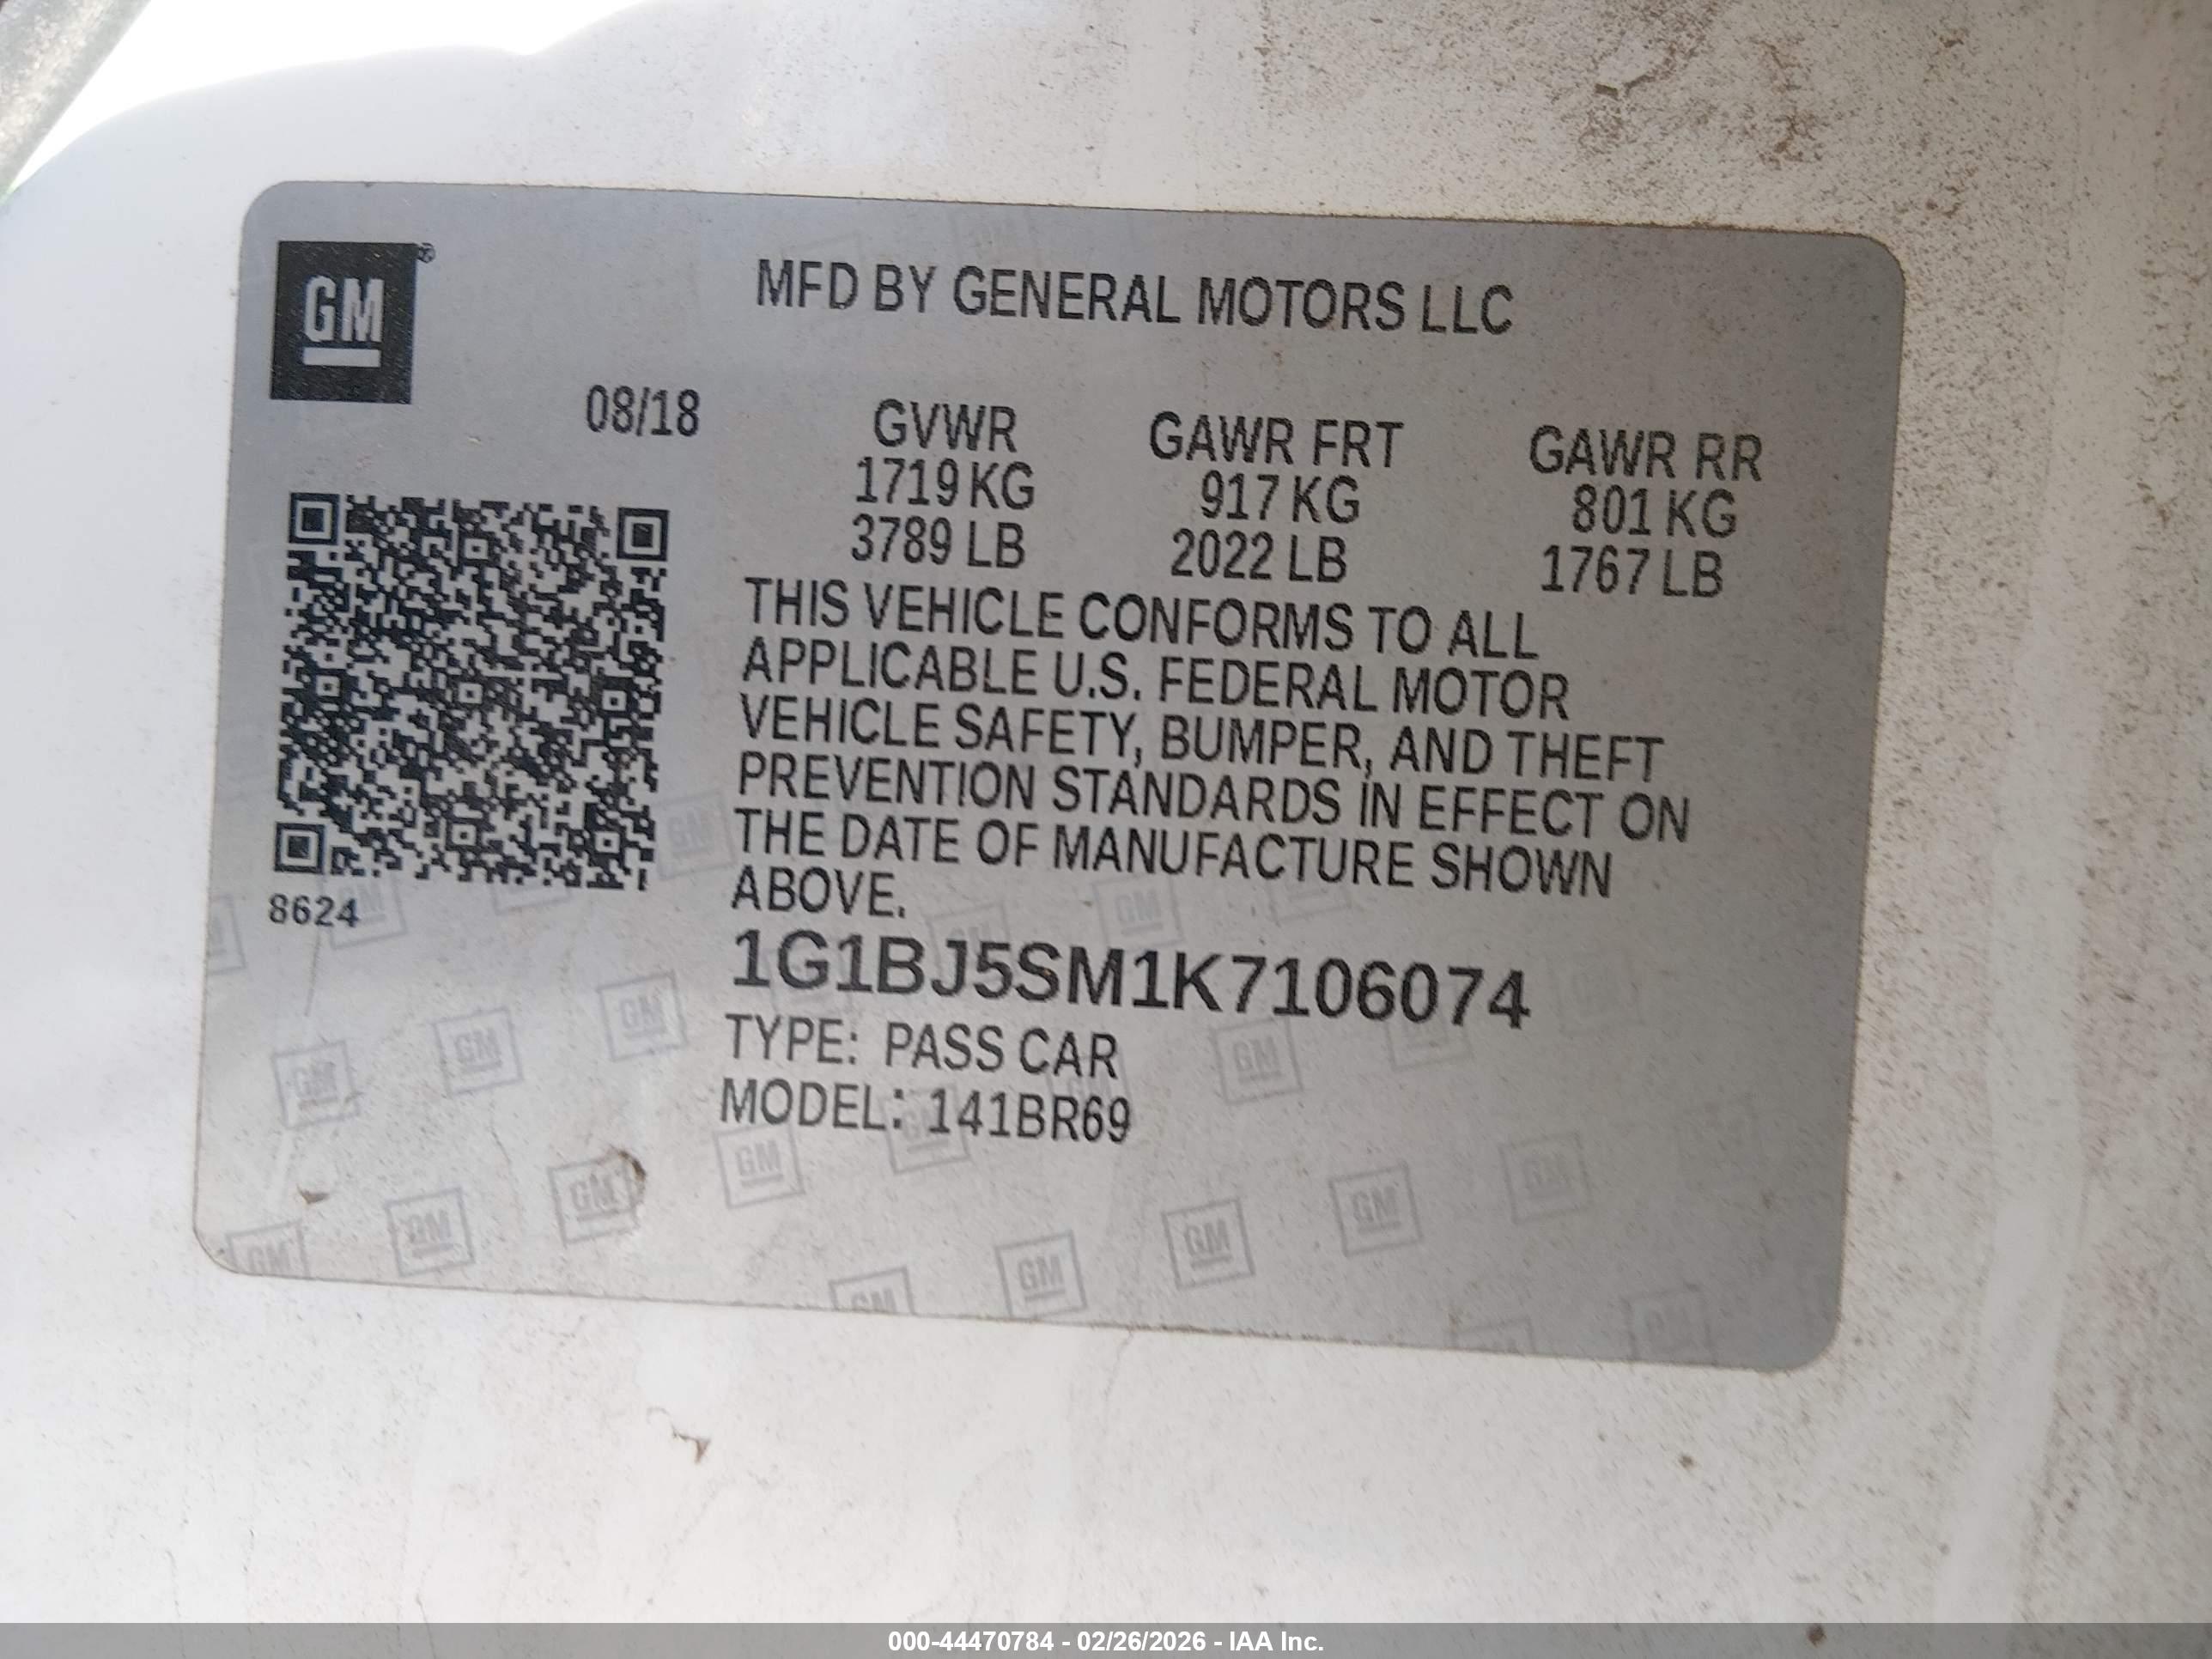 GM®
MFD BY GENERAL MOTORS LLC
08/18
GVWR GAWR FRT GAWR RR
1719 KG 917 KG 801 KG
3789 LB 2022 LB 1767 LB
THIS VEHICLE CONFORMS TO ALL
APPLICABLE U.S. FEDERAL MOTOR
VEHICLE SAFETY, BUMPER, AND THEFT
PREVENTION STANDARDS IN EFFECT ON
THE DATE OF MANUFACTURE SHOWN
ABOVE.
8624
1G1BJ5SM1K7106074
TYPE: PASS CAR
MODEL: 141BR69
000-44470784 - 02/26/2026 - IAA Inc.